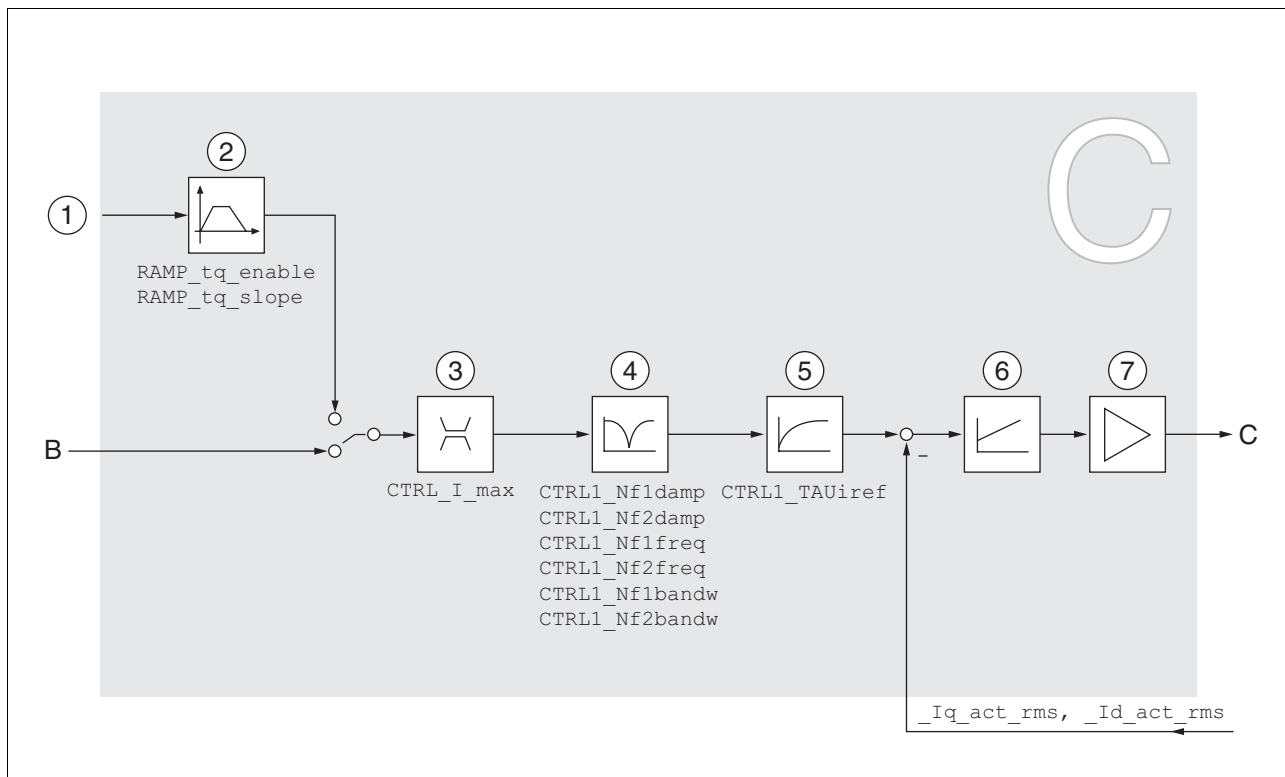 C
2
1
RAMP_tq_enable
RAMP_tq_slope
3
4
5
6
7
B
C
CTRL_I_max
CTRL1_Nf1damp
CTRL1_Nf2damp
CTRL1_Nf1freq
CTRL1_Nf2freq
CTRL1_Nf1bandw
CTRL1_Nf2bandw
CTRL1_TAUiref
–
_Iq_act_rms, _Id_act_rms